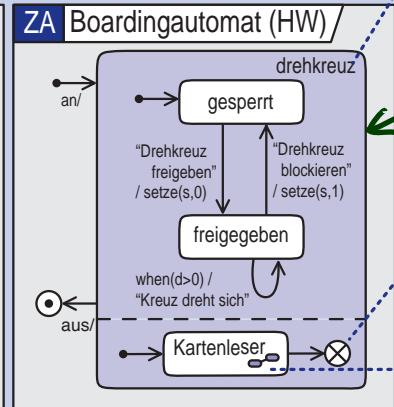 ZA Boardingautomat (HW)
drehkreuz
an/
gesperrt
“Drehkreuz
freigeben”
/ setze(s,0)
“Drehkreuz
blockieren”
/ setze(s,1)
freigegeben
when(d>0) /
“Kreuz dreht sich”
aus/
Kartenleser